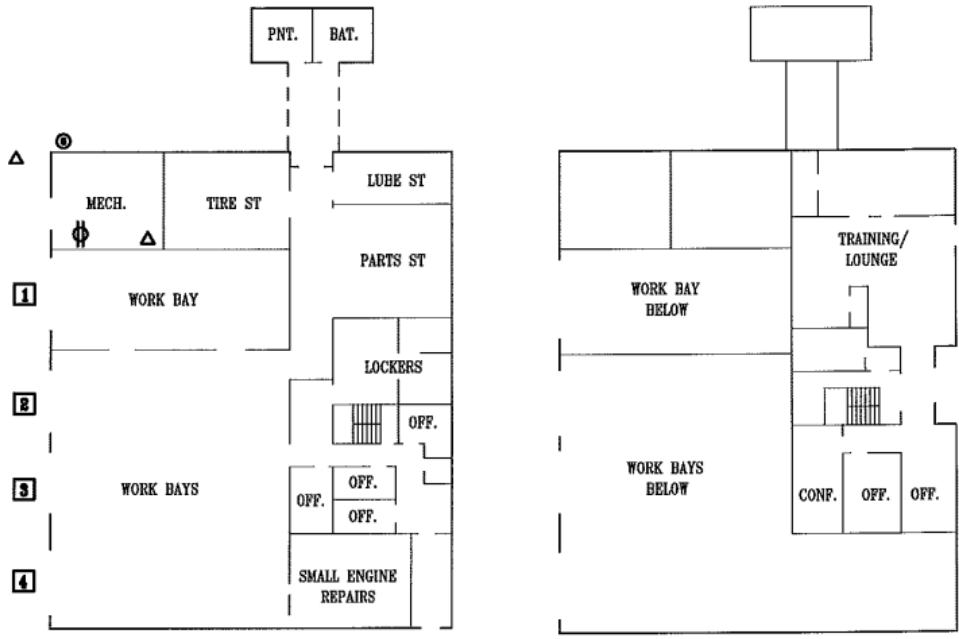 PNT.
BAT.
MECH.
TIRE ST
LUBE ST
PARTS ST
1
WORK BAY
LOCKERS
2
OFF.
3
WORK BAYS
OFF.
OFF.
OFF.
4
SMALL ENGINE
REPAIRS
TRAINING/
LOUNGE
WORK BAY
BELOW
WORK BAYS
BELOW
CONF.
OFF.
OFF.